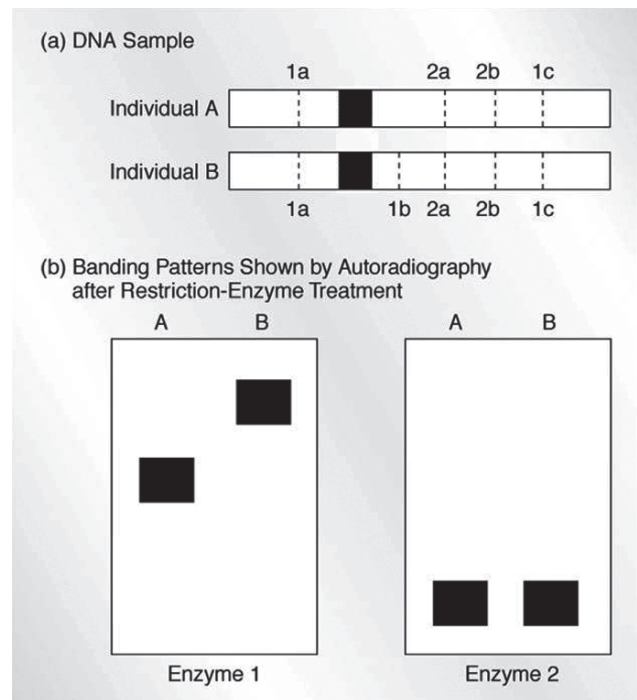 (a) DNA Sample
1a 2a 2b 1c
Individual A
Individual B
1a 1b 2a 2b 1c
(b) Banding Patterns Shown by Autoradiography
after Restriction-Enzyme Treatment
A B A B
Enzyme 1 Enzyme 2